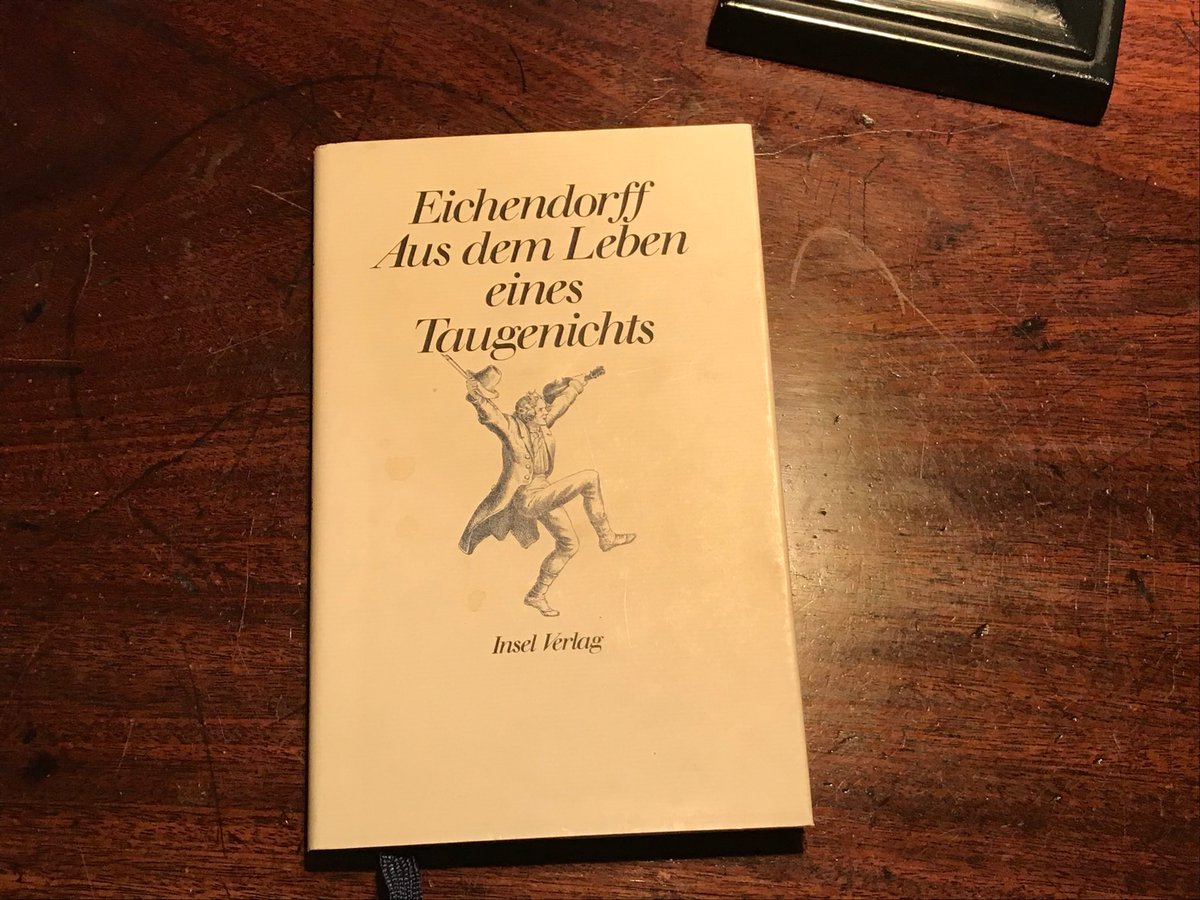 Eichendorff
Aus dem Leben
eines
Taugenichts
Insel Verlag